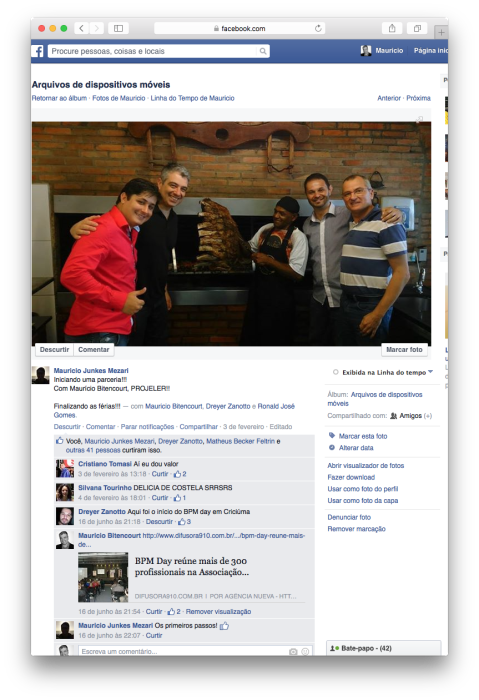 facebook.com
f Procure pessoas, coisas e locais
Mauricio Página inic
Arquivos de dispositivos móveis
Retornar ao álbum · Fotos de Mauricio · Linha do Tempo de Mauricio
Anterior · Próxima
Descurtir Comentar
Marcar foto
Mauricio Junkes Mezari
Iniciando uma parceria!!!
Com Mauricio Bitencourt, PROJELER!!!
Finalizando as férias!!! — com Mauricio Bitencourt, Dreyer Zanotto e Ronald José
Gomes.
Descurtir · Comentar · Parar notificações · Compartilhar · 3 de fevereiro · Editado
Você, Mauricio Junkes Mezari, Dreyer Zanotto, Matheus Becker Feltrin e
outras 41 pessoas curtiram isso.
Cristiano Tomasi Aí eu dou valor
3 de fevereiro às 13:18 · Curtir · 2
Silvana Tourinho DELICIA DE COSTELA SRRSRS
4 de fevereiro às 18:01 · Curtir · 1
Dreyer Zanotto Aqui foi o início do BPM day em Criciúma
16 de junho às 21:18 · Descurtir · 3
Mauricio Bitencourt http://www.difusora910.com.br/.../bpm-day-reune-mais-
de...
BPM Day reúne mais de 300
profissionais na Associação...
DIFUSORA910.COM.BR | POR AGÊNCIA NUEVA - HTT...
16 de junho às 21:54 · Curtir · 2 · Remover visualização
Mauricio Junkes Mezari Os primeiros passos!
16 de junho às 22:07 · Curtir
Escreva um comentário...
Exibida na Linha do tempo
Álbum: Arquivos de dispositivos
móveis
Compartilhado com: Amigos (+)
Marcar esta foto
Alterar data
Abrir visualizador de fotos
Fazer download
Usar como foto do perfil
Usar como foto da capa
Denunciar foto
Remover marcação
Bate-papo - (42)